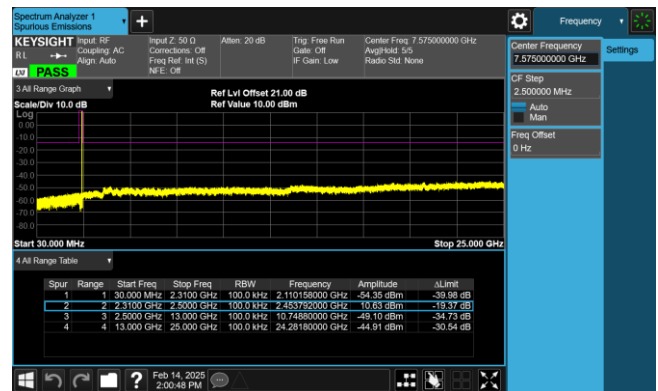 Spectrum Analyzer 1
Spurious Emissions
Frequency
KEYSIGHT
R L
LXI
PASS
Input: RF
Coupling: AC
Align: Auto
Input Z: 50 Ω
Corrections: Off
Freq Ref: Int (S)
NFE: Off
Atten: 20 dB
Trig: Free Run
Gate: Off
IF Gain: Low
Center Freq: 7.575000000 GHz
Avg|Hold: 5/5
Radio Std: None
Center Frequency
7.575000000 GHz
Settings
CF Step
2.500000 MHz
Auto
Man
Freq Offset
0 Hz
3 All Range Graph
Scale/Div 10.0 dB
Ref Lvl Offset 21.00 dB
Ref Value 10.00 dBm
Log
0.00
-10.0
-20.0
-30.0
-40.0
-50.0
-60.0
-70.0
-80.0
Start 30.000 MHz
Stop 25.000 GHz
4 All Range Table
Spur Range Start Freq Stop Freq RBW Frequency Amplitude ΔLimit
1 1 30.000 MHz 2.3100 GHz 100.0 kHz 2.110158000 GHz -54.35 dBm -39.98 dB
2 2 2.3100 GHz 2.5000 GHz 100.0 kHz 2.453792000 GHz 10.63 dBm -19.37 dB
3 3 2.5000 GHz 13.000 GHz 100.0 kHz 10.74880000 GHz -49.10 dBm -34.73 dB
4 4 13.000 GHz 25.000 GHz 100.0 kHz 24.28180000 GHz -44.91 dBm -30.54 dB
?
Feb 14, 2025
2:00:48 PM